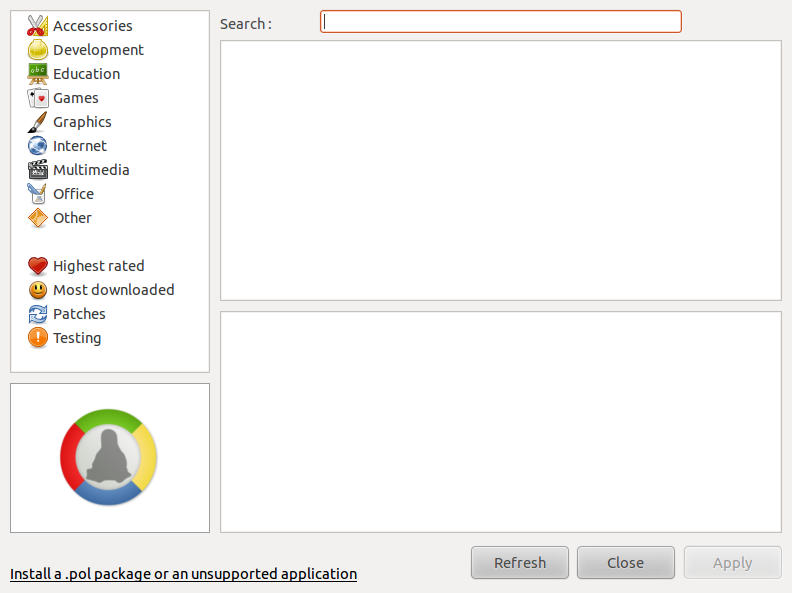 Accessories
Development
Education
Games
Graphics
Internet
Multimedia
Office
Other
Highest rated
Most downloaded
Patches
Testing
Search :
Install a .pol package or an unsupported application
Refresh
Close
Apply